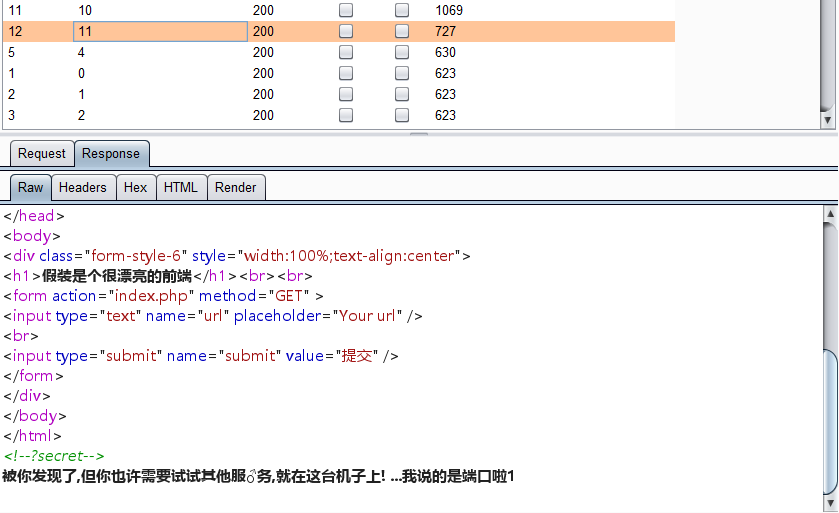 11 10 200 1069
12 11 200 727
5 4 200 630
1 0 200 623
2 1 200 623
3 2 200 623
Request Response
Raw Headers Hex HTML Render
</head>
<body>
<div class="form-style-6" style="width:100%;text-align:center">
<h1>假装是个很漂亮的前端</h1><br><br>
<form action="index.php" method="GET" >
<input type="text" name="url" placeholder="Your url" />
<br>
<input type="submit" name="submit" value="提交" />
</form>
</div>
</body>
</html>
<!--?secret-->
被你发现了,但你也许需要试试其他服♂务,就在这台机子上! ...我说的是端口啦1